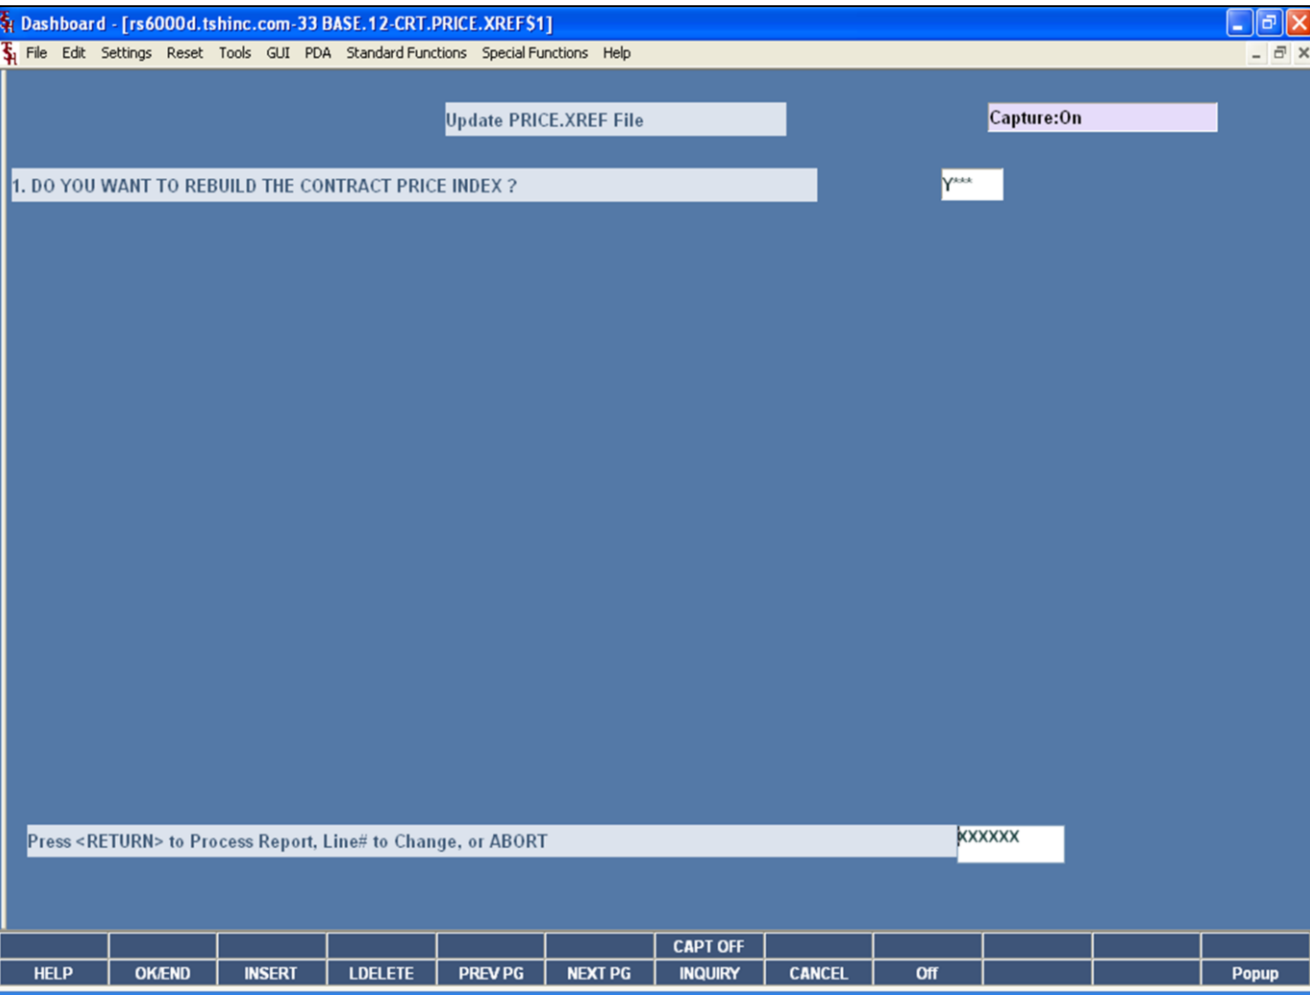 Dashboard - [rs6000d.tshinc.com-33 BASE.12-CRT.PRICE.XREF$1]
File Edit Settings Reset Tools GUI PDA Standard Functions Special Functions Help
Update PRICE.XREF File
Capture:On
1. DO YOU WANT TO REBUILD THE CONTRACT PRICE INDEX ?
Y***
Press <RETURN> to Process Report, Line# to Change, or ABORT
XXXXXX
CAPT OFF
HELP OK/END INSERT LDELETE PREV PG NEXT PG INQUIRY CANCEL Off Popup